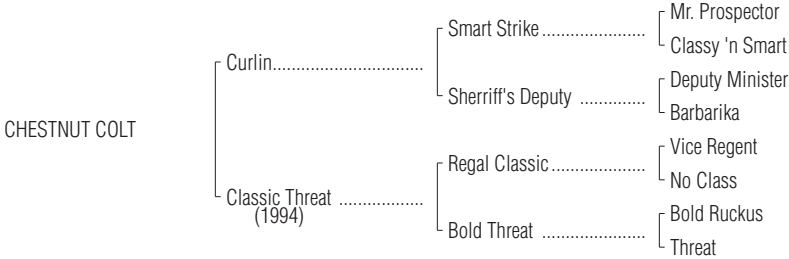 Mr. Prospector
Smart Strike......................
Classy 'n Smart
Curlin................................
Deputy Minister
Sherriff's Deputy ..............
Barbarika
CHESTNUT COLT
Vice Regent
Regal Classic....................
No Class
Classic Threat ..................
(1994)
Bold Ruckus
Bold Threat ......................
Threat